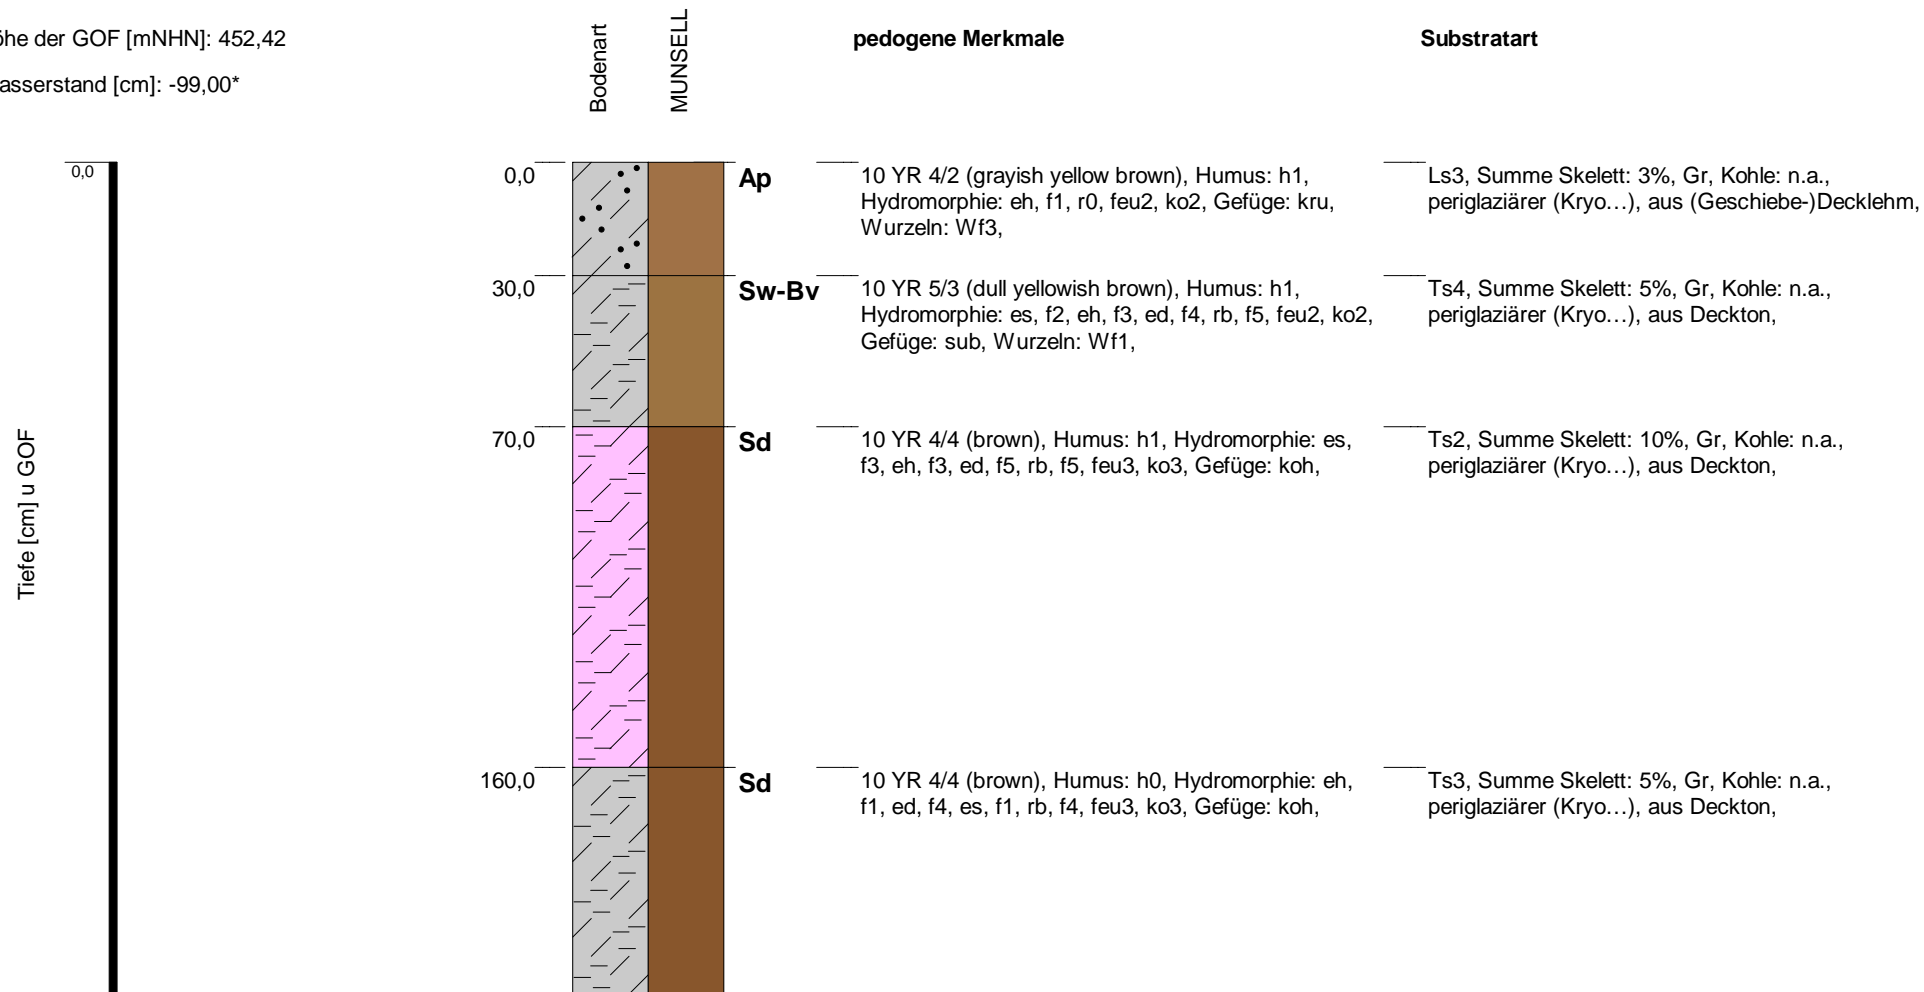 öhe der GOF [mNHN]: 452,42
asserstand [cm]: -99,00*
Bodenart
MUNSELL
pedogene Merkmale
Substratart
Tiefe [cm] u GOF
0,0
0,0
Ap
10 YR 4/2 (grayish yellow brown), Humus: h1,
Hydromorphie: eh, f1, r0, feu2, ko2, Gefüge: kru,
Wurzeln: Wf3,
Ls3, Summe Skelett: 3%, Gr, Kohle: n.a.,
periglaziärer (Kryo…), aus (Geschiebe-)Decklehm,
30,0
Sw-Bv
10 YR 5/3 (dull yellowish brown), Humus: h1,
Hydromorphie: es, f2, eh, f3, ed, f4, rb, f5, feu2, ko2,
Gefüge: sub, Wurzeln: Wf1,
Ts4, Summe Skelett: 5%, Gr, Kohle: n.a.,
periglaziärer (Kryo…), aus Deckton,
70,0
Sd
10 YR 4/4 (brown), Humus: h1, Hydromorphie: es,
f3, eh, f3, ed, f5, rb, f5, feu3, ko3, Gefüge: koh,
Ts2, Summe Skelett: 10%, Gr, Kohle: n.a.,
periglaziärer (Kryo…), aus Deckton,
160,0
Sd
10 YR 4/4 (brown), Humus: h0, Hydromorphie: eh,
f1, ed, f4, es, f1, rb, f4, feu3, ko3, Gefüge: koh,
Ts3, Summe Skelett: 5%, Gr, Kohle: n.a.,
periglaziärer (Kryo…), aus Deckton,